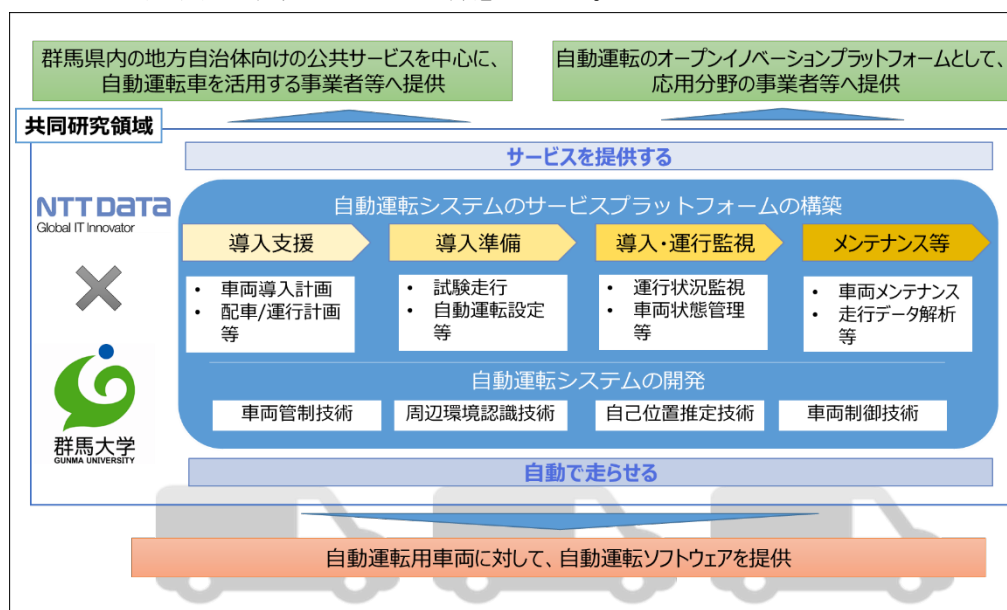 群馬県内の地方自治体向けの公共サービスを中心に、
自動運転車を活用する事業者等へ提供
自動運転のオープンイノベーションプラットフォームとして、
応用分野の事業者等へ提供
共同研究領域
サービスを提供する
NTT DATA
Global IT Innovator
群馬大学
GUNMA UNIVERSITY
自動運転システムのサービスプラットフォームの構築
導入支援
導入準備
導入・運行監視
メンテナンス等
• 車両導入計画
• 配車/運行計画
等
• 試験走行
• 自動運転設定
等
• 運行状況監視
• 車両状態管理
等
• 車両メンテナンス
• 走行データ解析
等
自動運転システムの開発
車両管制技術
周辺環境認識技術
自己位置推定技術
車両制御技術
自動で走らせる
自動運転用車両に対して、自動運転ソフトウェアを提供